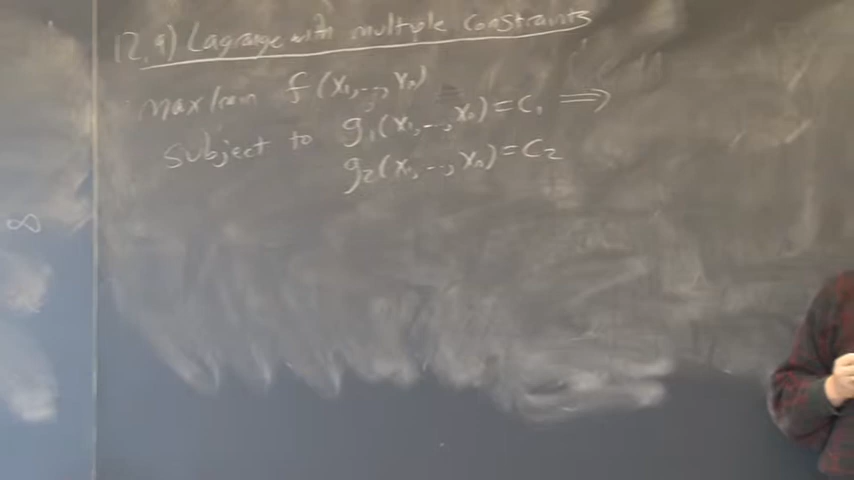 12.9) Lagrange with multiple Constraints
max/min f(x₁,..,xₙ)
Subject to g₁(x₁,...,xₙ)=C₁ ⟹
g₂(x₁,...,xₙ)=C₂
∞